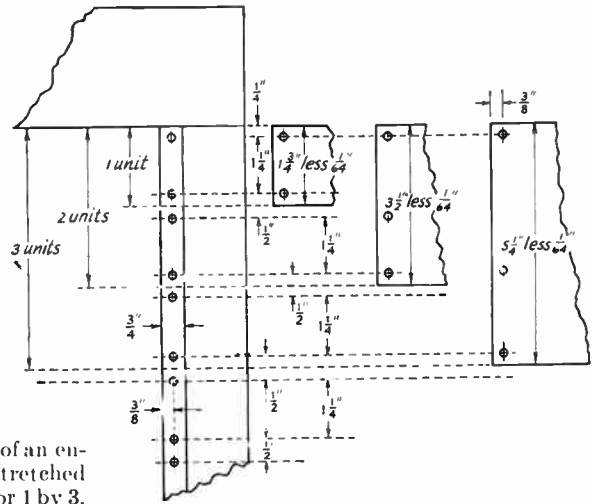 1/4"
3/8"
1 unit
1 1/4"
1 3/4" less 1/64"
2 units
3 1/2" less 1/64"
3 units
5 1/4" less 1/64"
1/2"
1 1/4"
3/4"
1/2"
1 1/4"
3/8"
1/2"
1 1/4"
1/2"
of an en-
tretched
or 1 by 3.